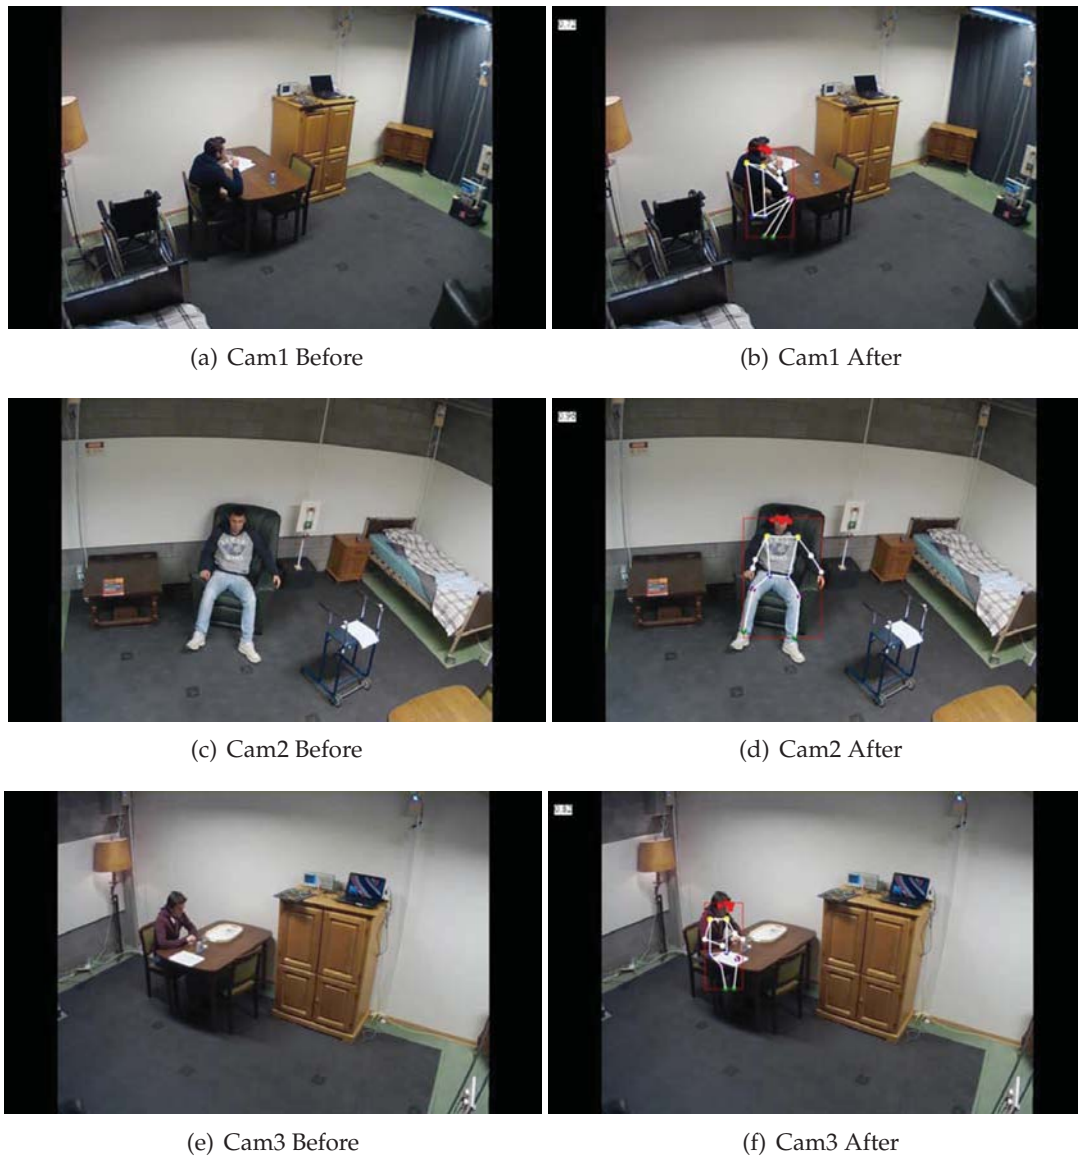 (a) Cam1 Before
(b) Cam1 After
(c) Cam2 Before
(d) Cam2 After
(e) Cam3 Before
(f) Cam3 After